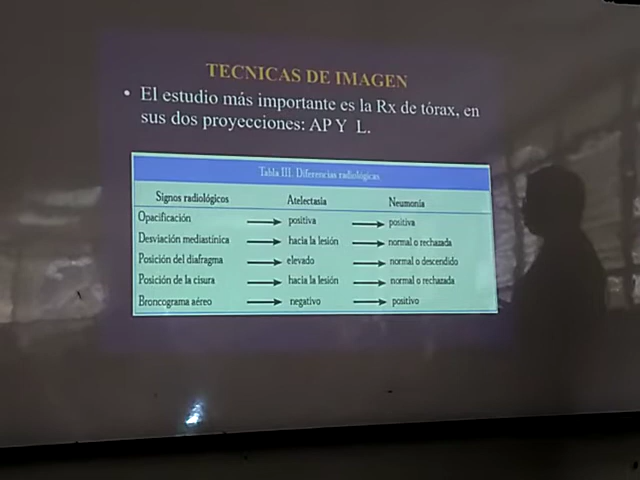 TECNICAS DE IMAGEN
• El estudio más importante es la Rx de tórax, en
sus dos proyecciones: AP Y L.
Tabla III. Diferencias radiológicas
Signos radiológicos Atelectasia Neumonía
Opacificación → positiva → positiva
Desviación mediastínica → hacia la lesión → normal o rechazada
Posición del diafragma → elevado → normal o descendido
Posición de la cisura → hacia la lesión → normal o rechazada
Broncograma aéreo → negativo → positivo